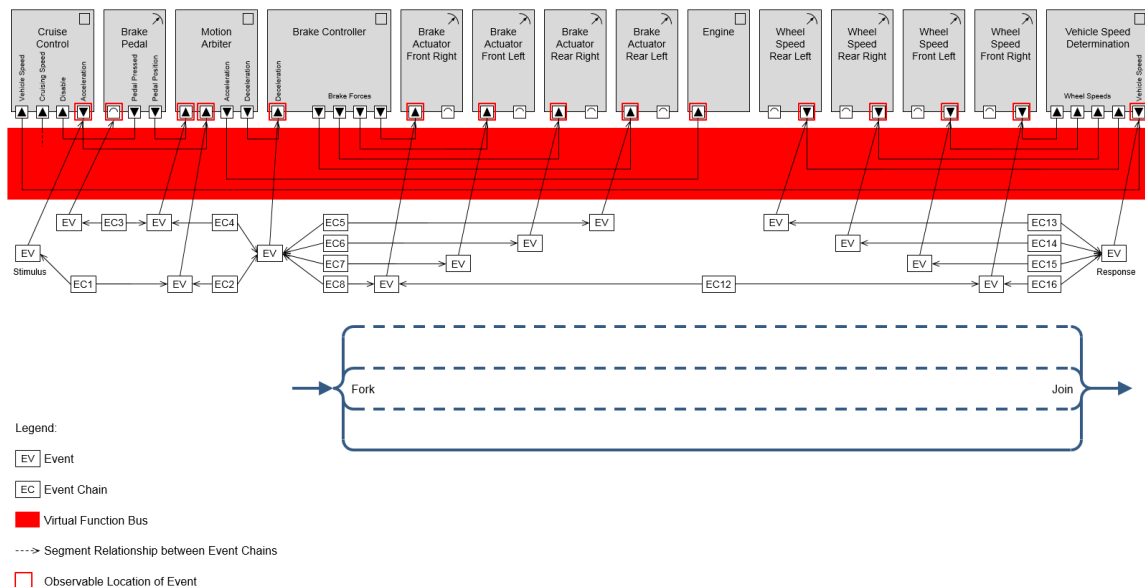 Cruise
Control
Brake
Pedal
Motion
Arbiter
Brake Controller
Brake
Actuator
Front Right
Brake
Actuator
Front Left
Brake
Actuator
Rear Right
Brake
Actuator
Rear Left
Engine
Wheel
Speed
Rear Left
Wheel
Speed
Rear Right
Wheel
Speed
Front Left
Wheel
Speed
Front Right
Vehicle Speed
Determination
Vehicle Speed
Cruising Speed
Disable
Acceleration
Pedal Pressed
Pedal Position
Acceleration
Deceleration
Deceleration
Brake Forces
Wheel Speeds
Vehicle Speed
EV
EC3
EV
EC4
EC5
EV
EV
EC13
EC6
EV
EV
EC14
EV
Stimulus
EV
EC7
EV
EV
EC15
EV
Response
EC1
EV
EC2
EC8
EV
EC12
EV
EC16
Fork
Join
Legend:
EV Event
EC Event Chain
Virtual Function Bus
Segment Relationship between Event Chains
Observable Location of Event